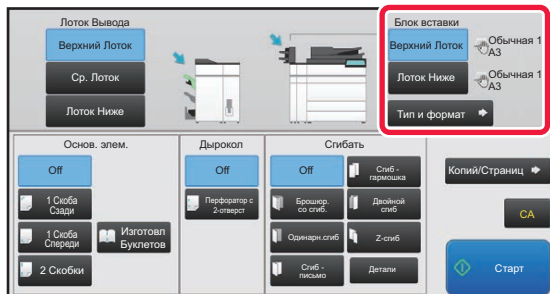 Лоток Вывода
Верхний Лоток
Ср. Лоток
Лоток Ниже
Блок вставки
Верхний Лоток
Обычная 1
A3
Лоток Ниже
Обычная 1
A3
Тип и формат
Основ. элем.
Off
1 Скоба
Сзади
1 Скоба
Спереди
2 Скобки
Изготовл
Буклетов
Дырокол
Off
Перфоратор с
2-отверст
Сгибать
Off
Сгиб -
гармошка
Брошюр.
со сгиб.
Двойной
сгиб
Одинарн.сгиб
Z-сгиб
Сгиб -
письмо
Детали
Копий/Страниц
CA
Старт